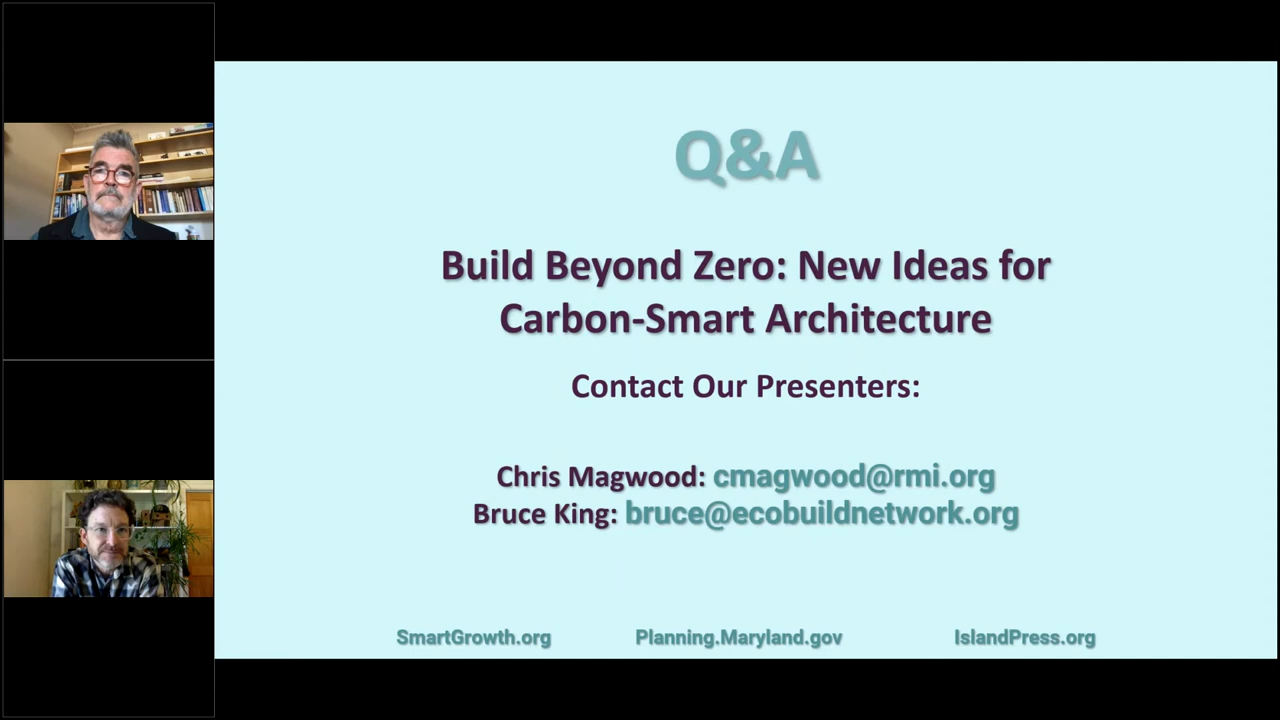 Q&A
Build Beyond Zero: New Ideas for
Carbon-Smart Architecture
Contact Our Presenters:
Chris Magwood: cmagwood@rmi.org
Bruce King: bruce@ecobuildnetwork.org
SmartGrowth.org Planning.Maryland.gov IslandPress.org